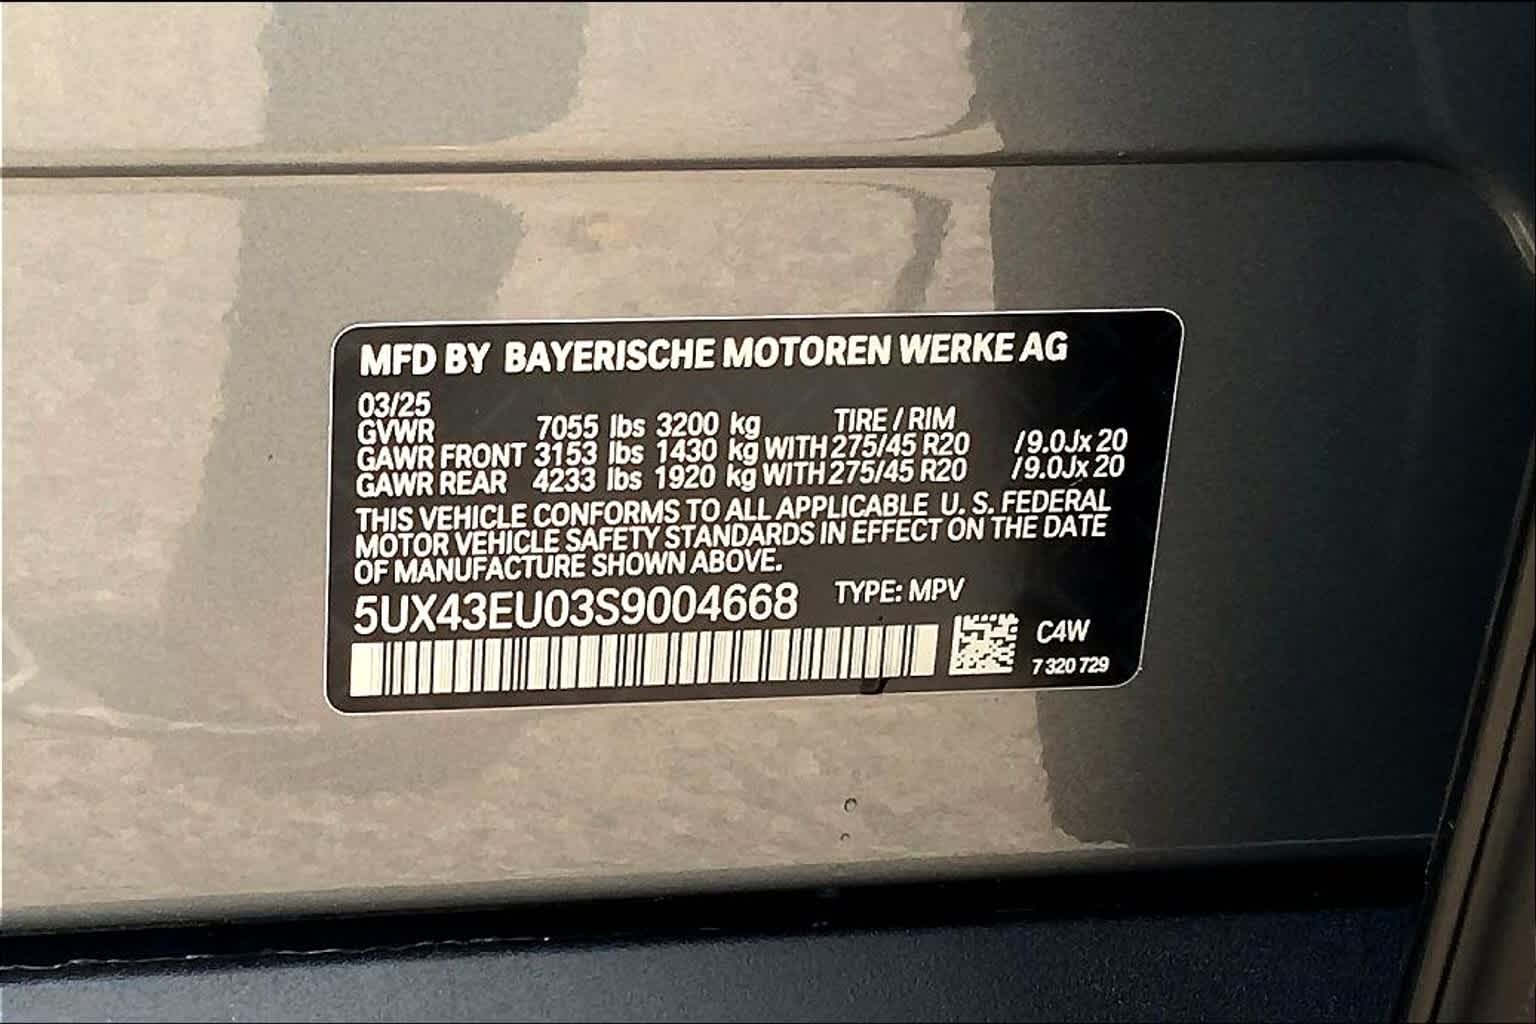 MFD BY BAYERISCHE MOTOREN WERKE AG
03/25
GVWR 7055 lbs 3200 kg TIRE / RIM
GAWR FRONT 3153 lbs 1430 kg WITH 275/45 R20 /9.0Jx 20
GAWR REAR 4233 lbs 1920 kg WITH 275/45 R20 /9.0Jx 20
THIS VEHICLE CONFORMS TO ALL APPLICABLE U. S. FEDERAL
MOTOR VEHICLE SAFETY STANDARDS IN EFFECT ON THE DATE
OF MANUFACTURE SHOWN ABOVE.
5UX43EU03S9004668 TYPE: MPV
C4W
7 320 729